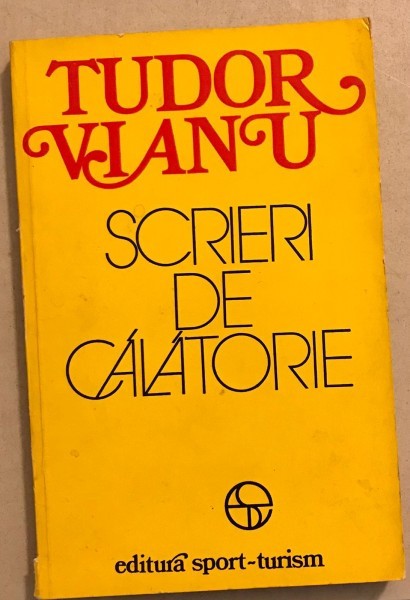 TUDOR
VIANU
SCRIERI
DE
CĂLĂTORIE
editura sport-turism